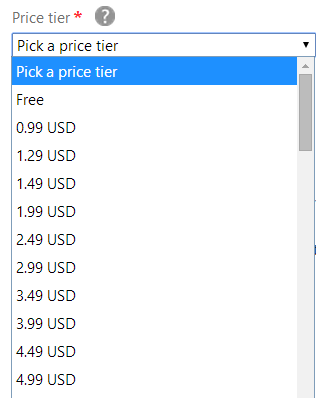 Price tier * ?
Pick a price tier
Pick a price tier
Free
0.99 USD
1.29 USD
1.49 USD
1.99 USD
2.49 USD
2.99 USD
3.49 USD
3.99 USD
4.49 USD
4.99 USD